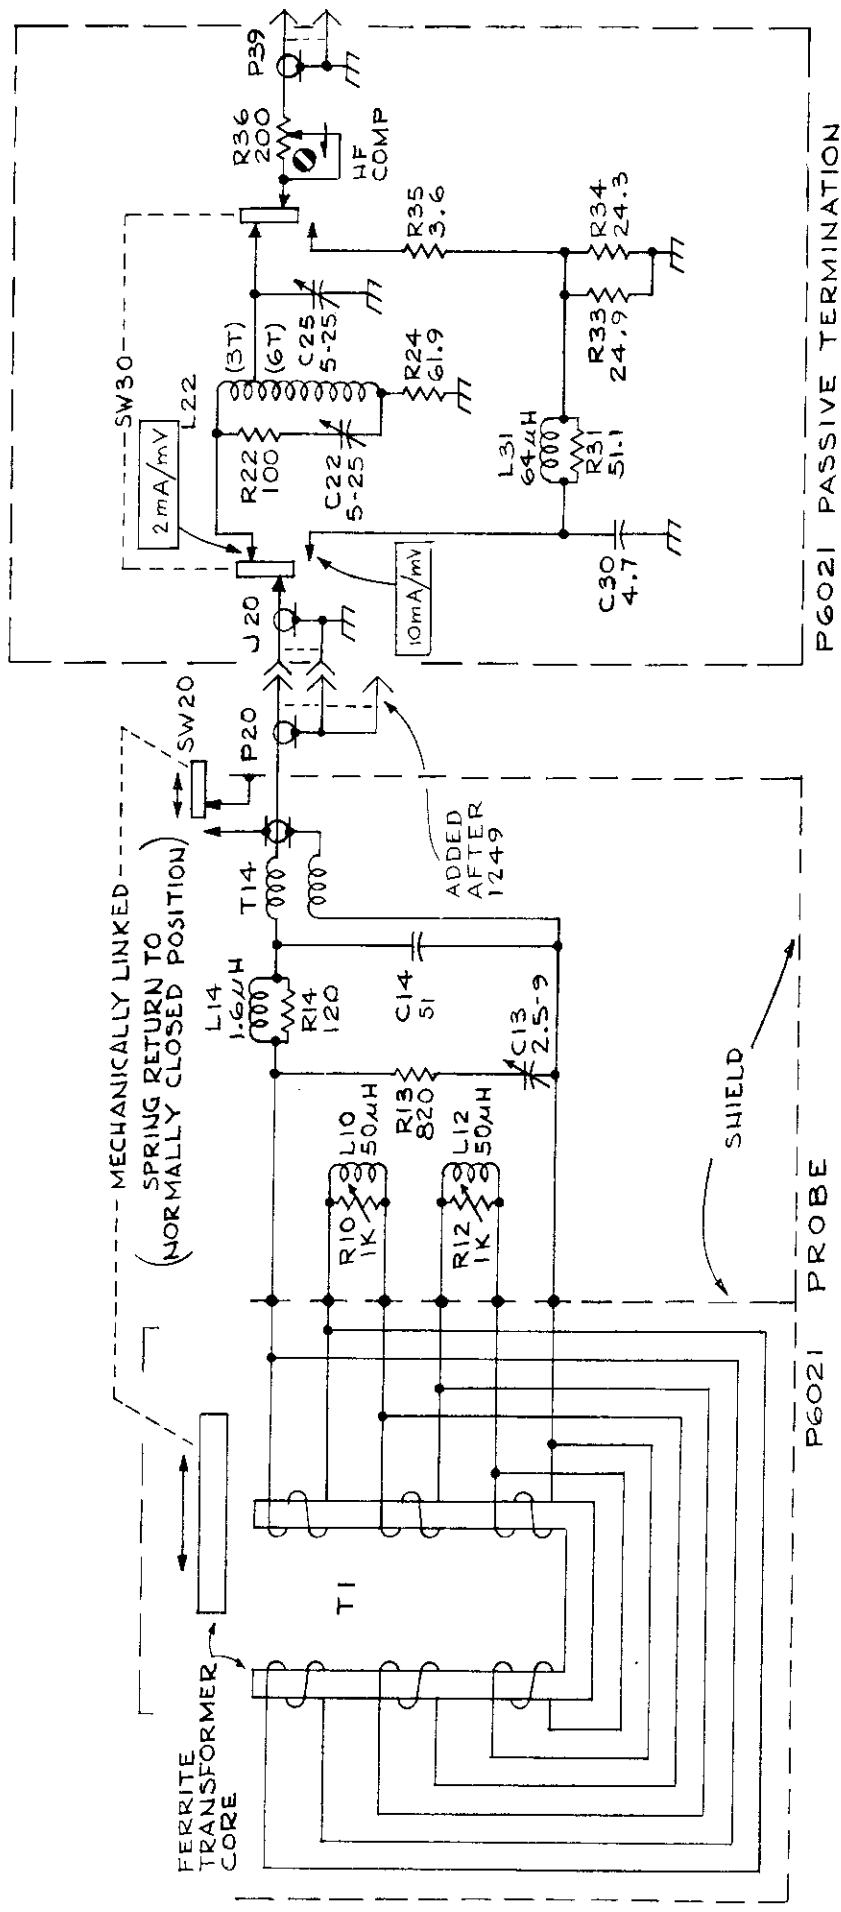 P39
R36
200
HF
COMP
SW30
2mA/mV
L22
(3T)
(6T)
C25
5-25
R22
100
C22
5-25
R24
61.9
R35
3.6
R34
24.3
R33
24.9
L31
64μH
R31
51.1
C30
4.7
10mA/mV
J20
P6021 PASSIVE TERMINATION
SW20
P20
ADDED
AFTER
1249
MECHANICALLY LINKED
(SPRING RETURN TO
NORMALLY CLOSED POSITION)
T14
L14
1.6μH
R14
120
C14
51
C13
2.5-9
R13
820
L10
50μH
R10
1K
L12
50μH
R12
1K
SHIELD
P6021 PROBE
T1
FERRITE
TRANSFORMER
CORE